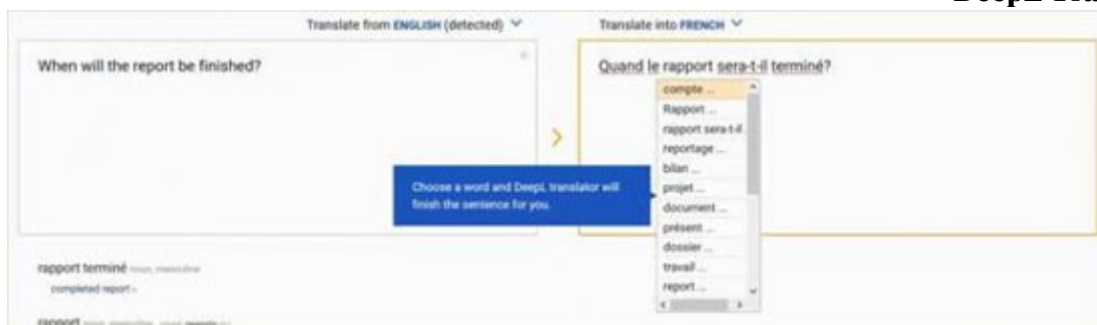 Translate from ENGLISH (detected)
Translate into FRENCH
When will the report be finished?
Quand le rapport sera-t-il terminé?
compte ...
Rapport ...
rapport sera-t-il
reportage ...
bilan ...
projet ...
document ...
présent ...
dossier ...
travail ...
report ...
Choose a word and DeepL translator will
finish the sentence for you.
rapport terminé noun, masculine
completed report
rapport noun, masculine